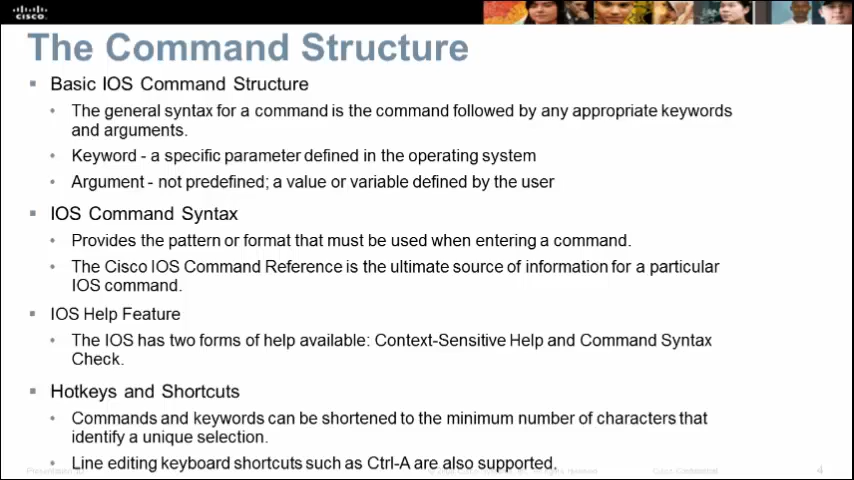 CISCO.
The Command Structure
Basic IOS Command Structure
The general syntax for a command is the command followed by any appropriate keywords
and arguments.
Keyword - a specific parameter defined in the operating system
Argument - not predefined; a value or variable defined by the user
IOS Command Syntax
Provides the pattern or format that must be used when entering a command.
The Cisco IOS Command Reference is the ultimate source of information for a particular
IOS command.
IOS Help Feature
The IOS has two forms of help available: Context-Sensitive Help and Command Syntax
Check.
Hotkeys and Shortcuts
Commands and keywords can be shortened to the minimum number of characters that
identify a unique selection.
Line editing keyboard shortcuts such as Ctrl-A are also supported.
Cisco Confidential
4